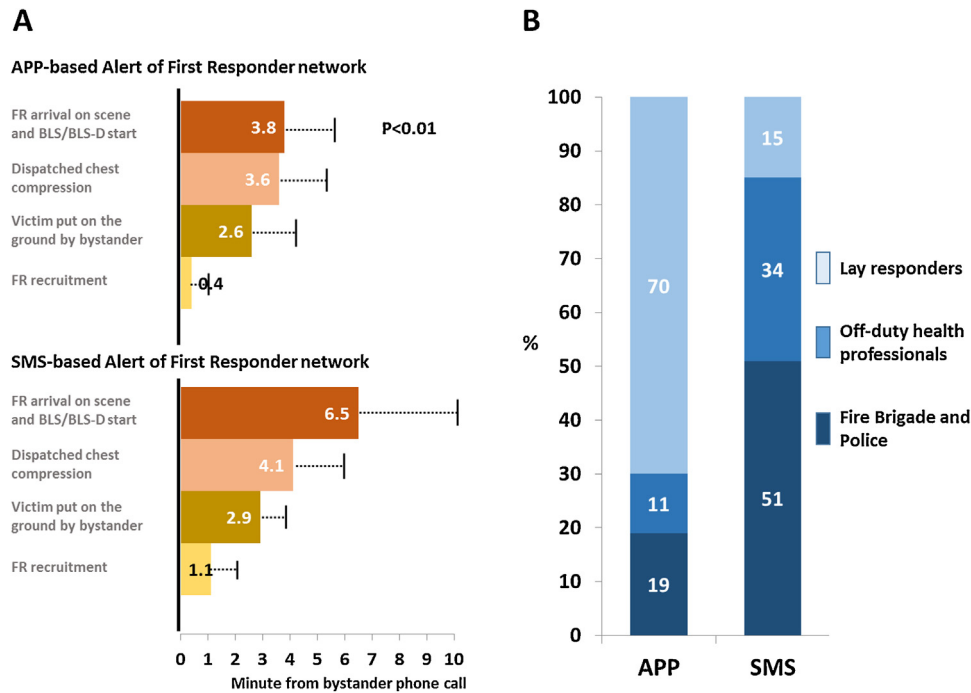 A
APP-based Alert of First Responder network
FR arrival on scene
and BLS/BLS-D start
3.8
P<0.01
Dispatched chest
compression
3.6
Victim put on the
ground by bystander
2.6
FR recruitment
0.4
SMS-based Alert of First Responder network
FR arrival on scene
and BLS/BLS-D start
6.5
Dispatched chest
compression
4.1
Victim put on the
ground by bystander
2.9
FR recruitment
1.1
0 1 2 3 4 5 6 7 8 9 10
Minute from bystander phone call
B
100
90
80
70
60
50
40
30
20
10
0
%
70
11
19
15
34
51
APP SMS
Lay responders
Off-duty health
professionals
Fire Brigade and
Police